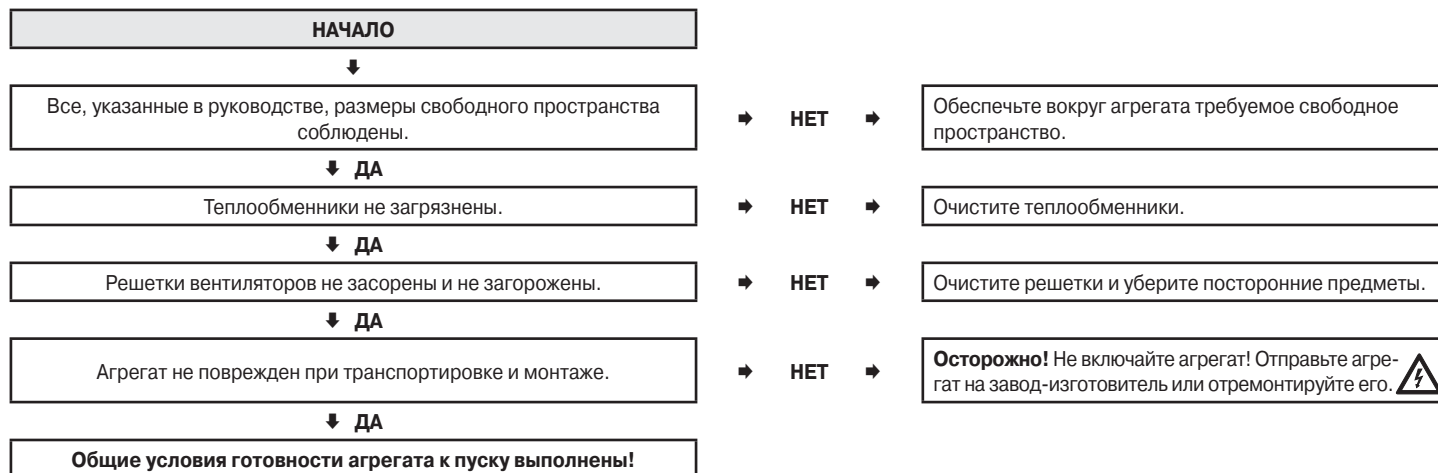 НАЧАЛО
Все, указанные в руководстве, размеры свободного пространства
соблюдены.
НЕТ
Обеспечьте вокруг агрегата требуемое свободное
пространство.
ДА
Теплообменники не загрязнены.
НЕТ
Очистите теплообменники.
ДА
Решетки вентиляторов не засорены и не загорожены.
НЕТ
Очистите решетки и уберите посторонние предметы.
ДА
Агрегат не поврежден при транспортировке и монтаже.
НЕТ
Осторожно! Не включайте агрегат! Отправьте агре-
гат на завод-изготовитель или отремонтируйте его.
ДА
Общие условия готовности агрегата к пуску выполнены!